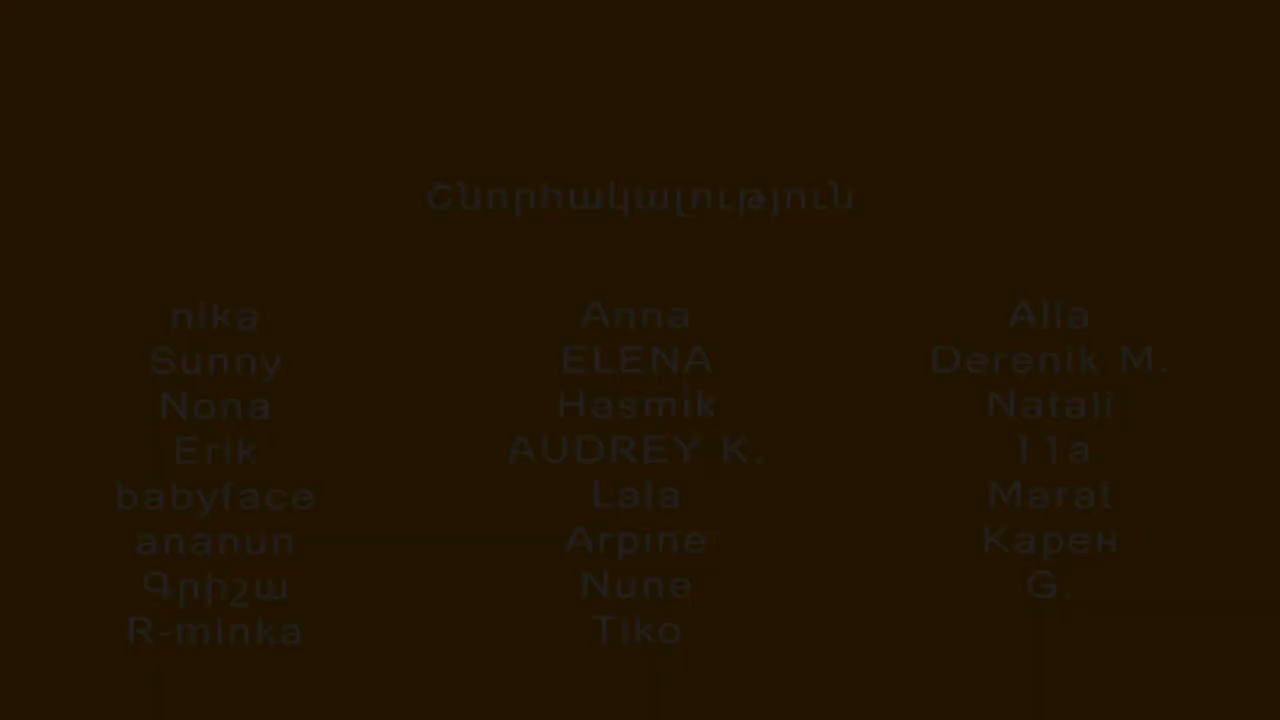 Շնորհակալություն
nika
Sunny
Nona
Erik
babyface
ananun
Գրիշա
R-minka
Anna
ELENA
Hasmik
AUDREY K.
Lala
Arpine
Nune
Tiko
Alla
Derenik M.
Natali
11a
Marat
Карен
G.